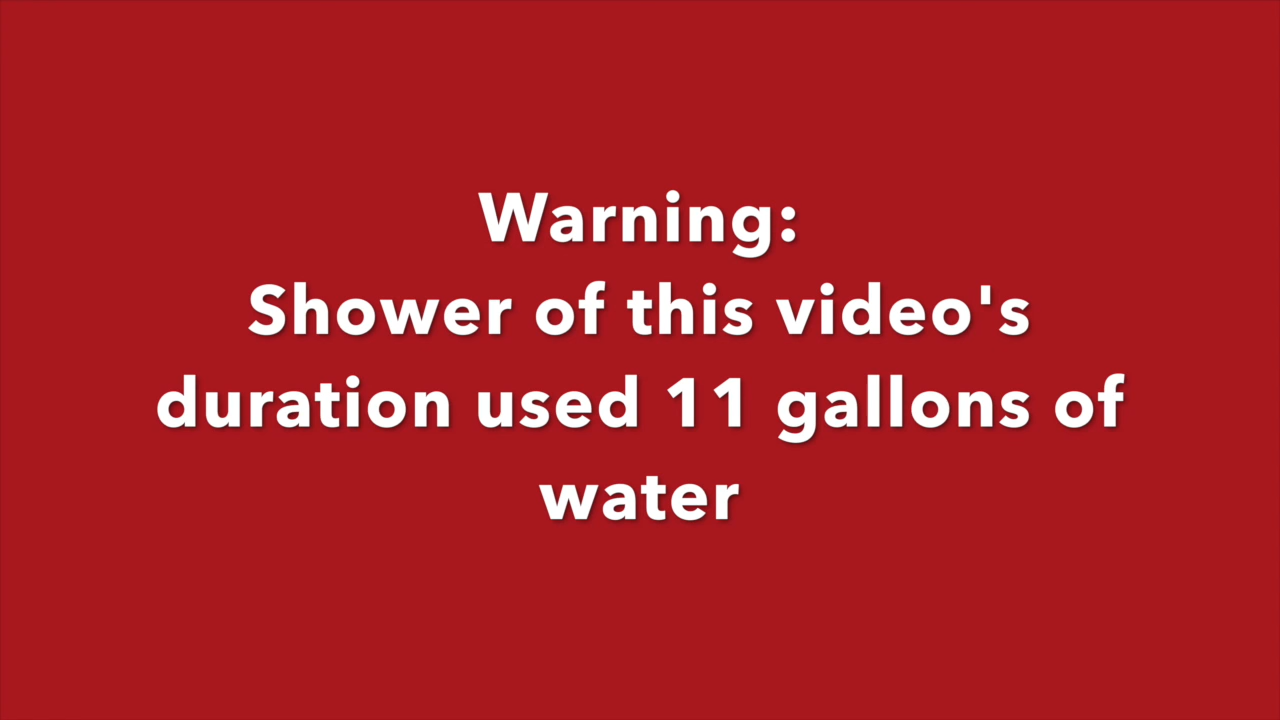 Warning:
Shower of this video's
duration used 11 gallons of
water